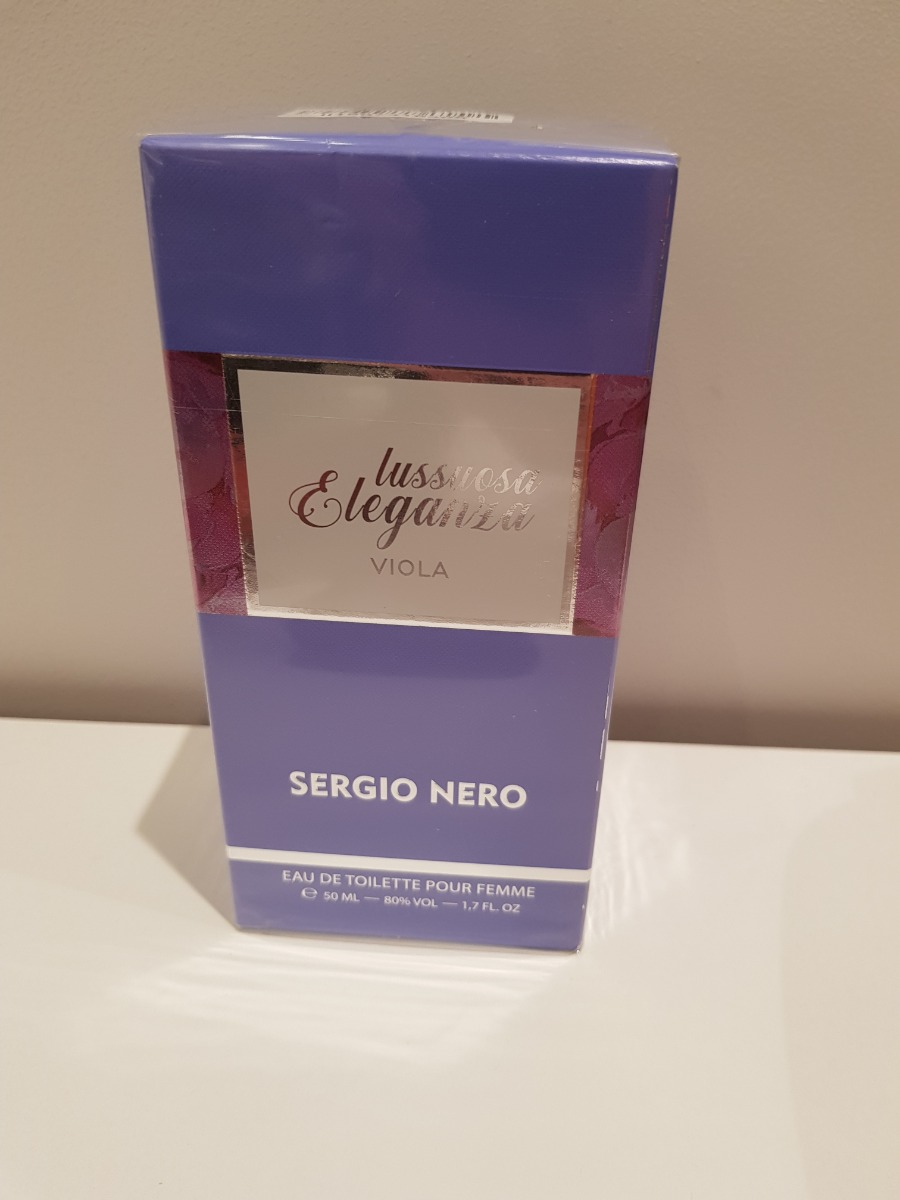 lussuosa
Eleganza
VIOLA
SERGIO NERO
EAU DE TOILETTE POUR FEMME
℮ 50 ML — 80% VOL — 1,7 FL. OZ